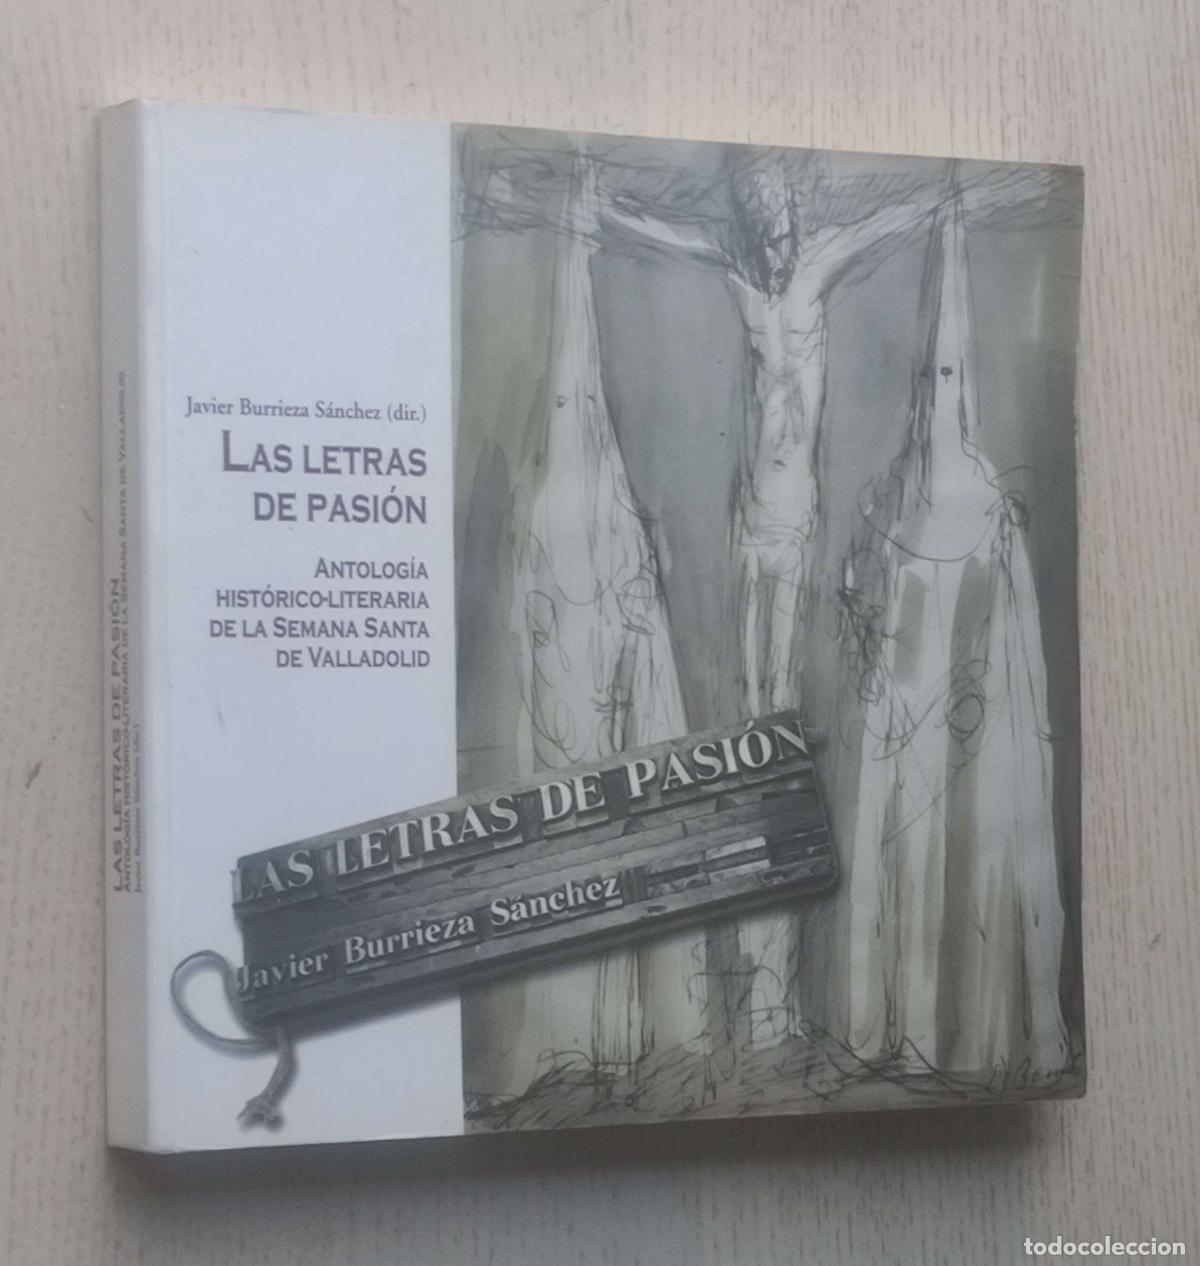 Javier Burrieza Sánchez (dir.)
LAS LETRAS
DE PASIÓN
ANTOLOGÍA
HISTÓRICO-LITERARIA
DE LA SEMANA SANTA
DE VALLADOLID
LAS LETRAS DE PASIÓN
Javier Burrieza Sánchez
LAS LETRAS DE PASIÓN
ANTOLOGÍA HISTÓRICO-LITERARIA DE LA SEMANA SANTA DE VALLADOLID
Javier Burrieza Sánchez (dir.)
todocoleccion